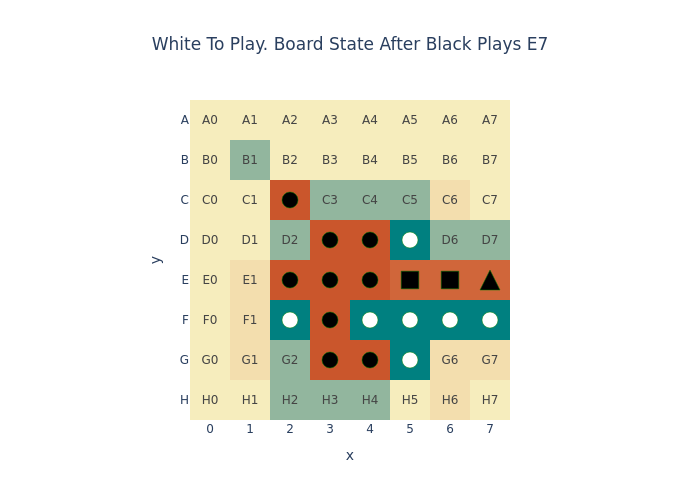 White To Play. Board State After Black Plays E7
A A0 A1 A2 A3 A4 A5 A6 A7
B B0 B1 B2 B3 B4 B5 B6 B7
C C0 C1 C3 C4 C5 C6 C7
D D0 D1 D2 D6 D7
y
E E0 E1
F F0 F1
G G0 G1 G2 G6 G7
H H0 H1 H2 H3 H4 H5 H6 H7
0 1 2 3 4 5 6 7
x